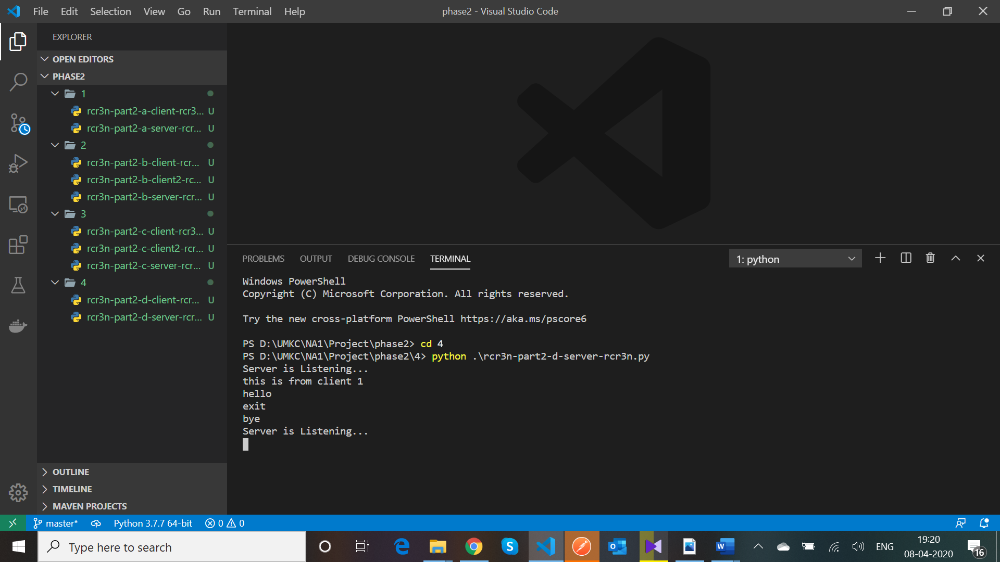 File Edit Selection View Go Run Terminal Help
phase2 - Visual Studio Code
EXPLORER
OPEN EDITORS
PHASE2
1
rcr3n-part2-a-client-rcr3... U
rcr3n-part2-a-server-rcr... U
2
rcr3n-part2-b-client-rcr... U
rcr3n-part2-b-client2-rc... U
rcr3n-part2-b-server-rcr... U
3
rcr3n-part2-c-client-rcr3... U
rcr3n-part2-c-client2-rcr... U
rcr3n-part2-c-server-rcr... U
4
rcr3n-part2-d-client-rcr... U
rcr3n-part2-d-server-rcr... U
OUTLINE
TIMELINE
MAVEN PROJECTS
PROBLEMS OUTPUT DEBUG CONSOLE TERMINAL
1: python
Windows PowerShell
Copyright (C) Microsoft Corporation. All rights reserved.
Try the new cross-platform PowerShell https://aka.ms/pscore6
PS D:\UMKC\NA1\Project\phase2> cd 4
PS D:\UMKC\NA1\Project\phase2\4> python .\rcr3n-part2-d-server-rcr3n.py
Server is Listening...
this is from client 1
hello
exit
bye
Server is Listening...
master* Python 3.7.7 64-bit 0 0
Type here to search
ENG
19:20
08-04-2020
16